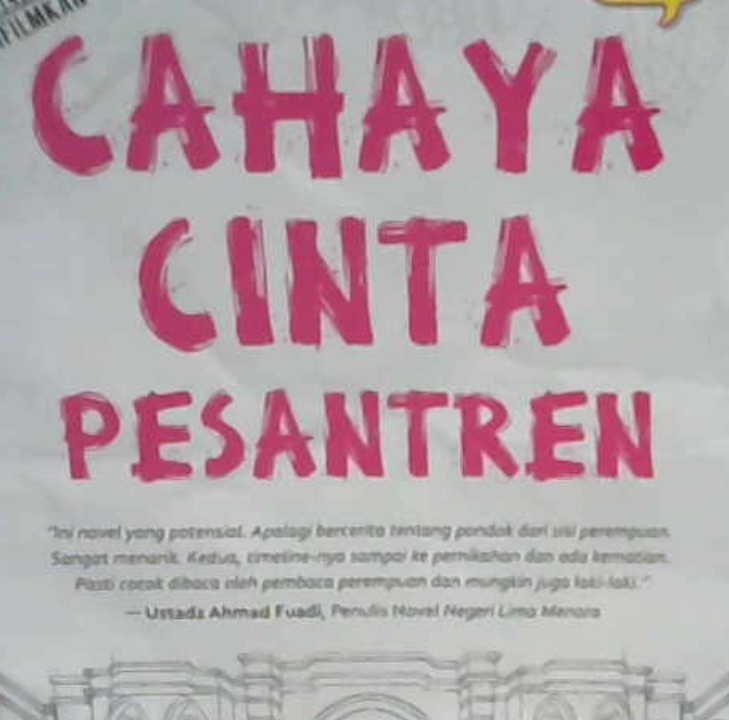 FILMKAN
CAHAYA
CINTA
PESANTREN
"Ini novel yang potensial. Apalagi bercerita tentang pondok dari sisi perempuan.
Sangat menarik. Kedua, timeline-nya sampai ke pernikahan dan ada kematian.
Pasti cocok dibaca oleh pembaca perempuan dan mungkin juga laki-laki."
— Ustadz Ahmad Fuadi, Penulis Novel Negeri Lima Menara